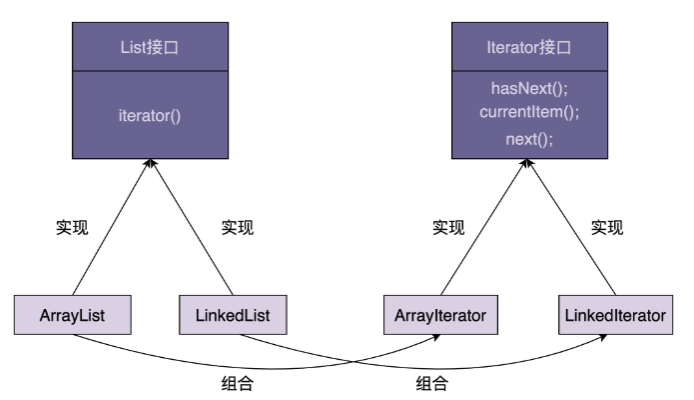 List接口
Iterator接口
iterator()
hasNext();
currentItem();
next();
实现
实现
实现
实现
ArrayList
LinkedList
ArrayIterator
LinkedIterator
组合
组合